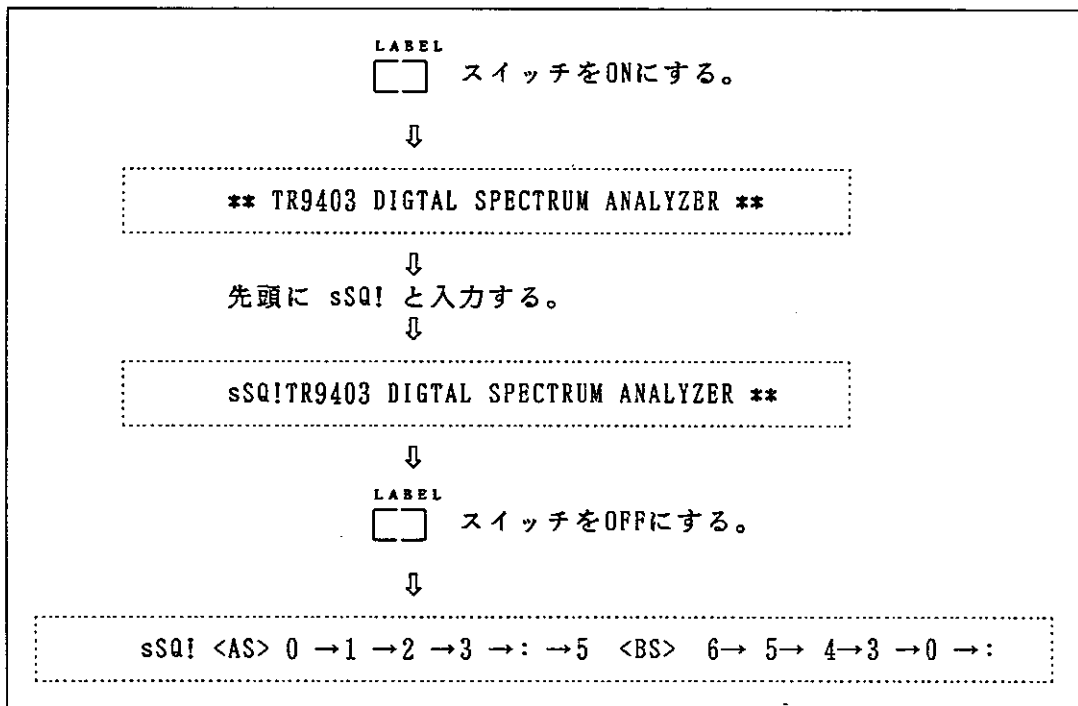 LABEL
スイッチをONにする。
⇩
** TR9403 DIGTAL SPECTRUM ANALYZER **
⇩
先頭に sSQ! と入力する。
⇩
sSQ!TR9403 DIGTAL SPECTRUM ANALYZER **
⇩
LABEL
スイッチをOFFにする。
⇩
sSQ! <AS> 0 →1 →2 →3 →: →5 <BS> 6→ 5→ 4→3 →0 →: